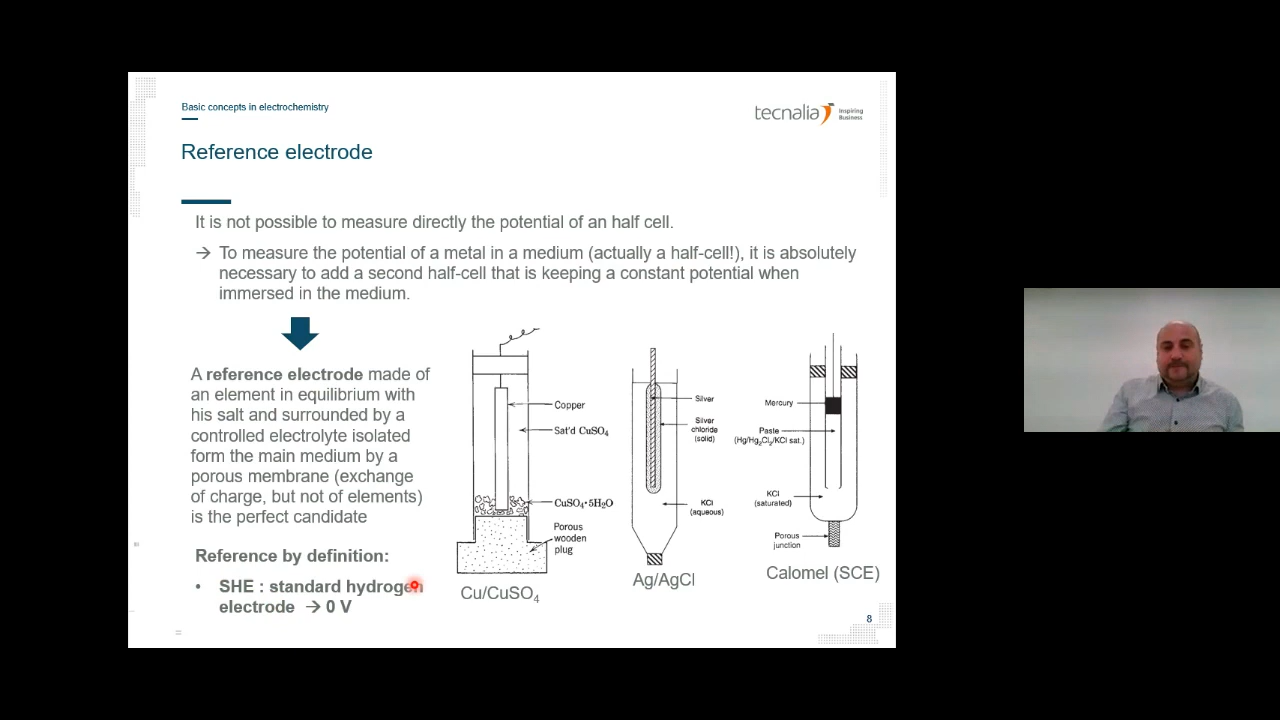 Basic concepts in electrochemistry
tecnalia Inspiring Business
Reference electrode
It is not possible to measure directly the potential of an half cell.
→ To measure the potential of a metal in a medium (actually a half-cell!), it is absolutely
necessary to add a second half-cell that is keeping a constant potential when
immersed in the medium.
A reference electrode made of
an element in equilibrium with
his salt and surrounded by a
controlled electrolyte isolated
form the main medium by a
porous membrane (exchange
of charge, but not of elements)
is the perfect candidate
Reference by definition:
• SHE : standard hydrogen
electrode → 0 V
Copper
Sat'd CuSO₄
CuSO₄·5H₂O
Porous
wooden
plug
Cu/CuSO₄
Silver
Silver
chloride
(solid)
KCl
(aqueous)
Ag/AgCl
Mercury
Paste
(Hg/Hg₂Cl₂/KCl sat.)
KCl
(saturated)
Porous
junction
Calomel (SCE)
8